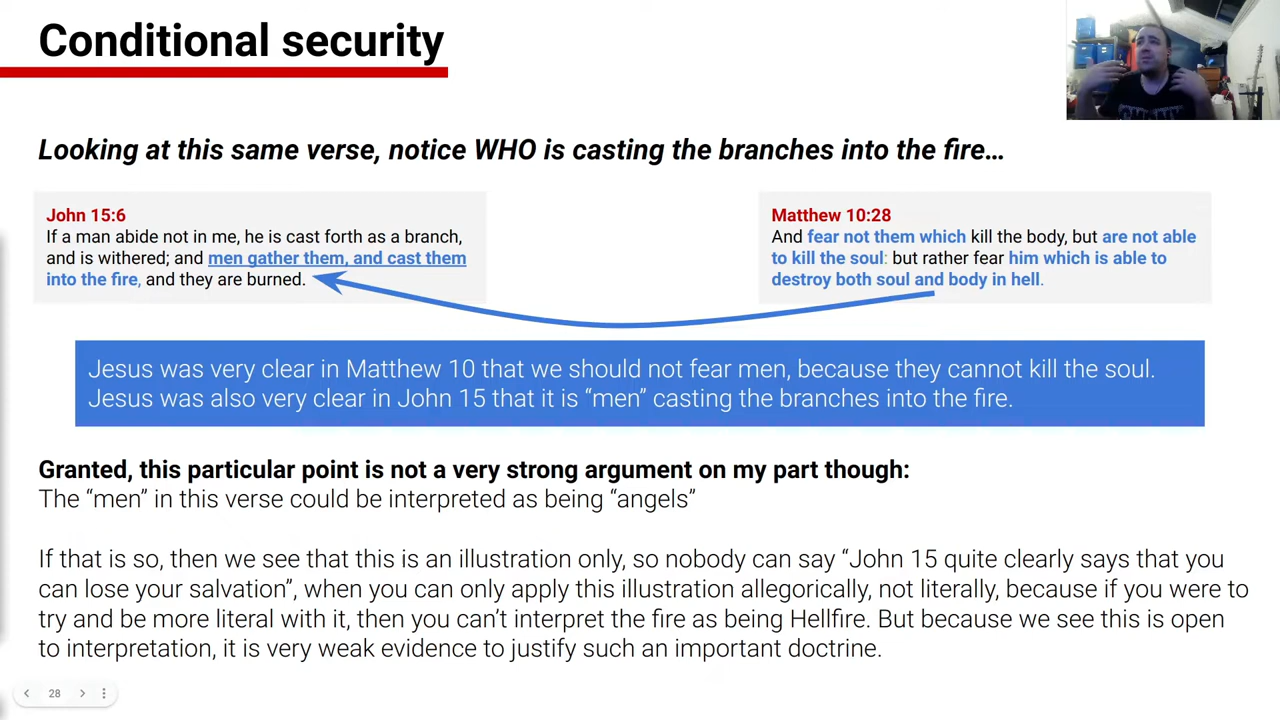 Conditional security
Looking at this same verse, notice WHO is casting the branches into the fire…
John 15:6
If a man abide not in me, he is cast forth as a branch,
and is withered; and men gather them, and cast them
into the fire, and they are burned.
Matthew 10:28
And fear not them which kill the body, but are not able
to kill the soul: but rather fear him which is able to
destroy both soul and body in hell.
Jesus was very clear in Matthew 10 that we should not fear men, because they cannot kill the soul.
Jesus was also very clear in John 15 that it is “men” casting the branches into the fire.
Granted, this particular point is not a very strong argument on my part though:
The “men” in this verse could be interpreted as being “angels”
If that is so, then we see that this is an illustration only, so nobody can say “John 15 quite clearly says that you
can lose your salvation”, when you can only apply this illustration allegorically, not literally, because if you were to
try and be more literal with it, then you can’t interpret the fire as being Hellfire. But because we see this is open
to interpretation, it is very weak evidence to justify such an important doctrine.
28